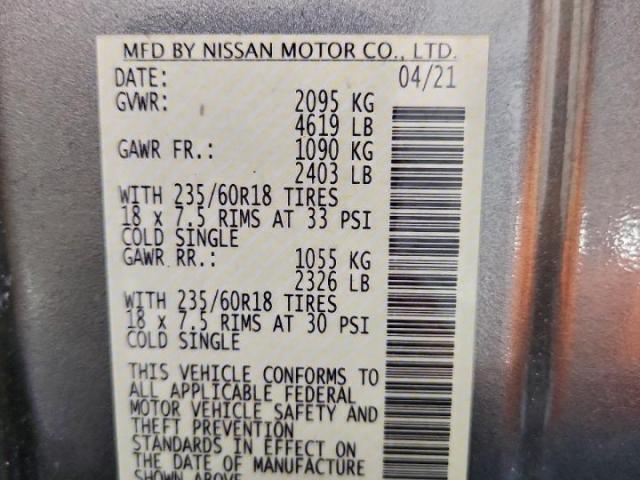 MFD BY NISSAN MOTOR CO., LTD.
DATE: 04/21
GVWR: 2095 KG
4619 LB
GAWR FR.: 1090 KG
2403 LB
WITH 235/60R18 TIRES
18 x 7.5 RIMS AT 33 PSI
COLD SINGLE
GAWR RR.: 1055 KG
2326 LB
WITH 235/60R18 TIRES
18 x 7.5 RIMS AT 30 PSI
COLD SINGLE
THIS VEHICLE CONFORMS TO
ALL APPLICABLE FEDERAL
MOTOR VEHICLE SAFETY AND
THEFT PREVENTION
STANDARDS IN EFFECT ON
THE DATE OF MANUFACTURE
SHOWN ABOVE